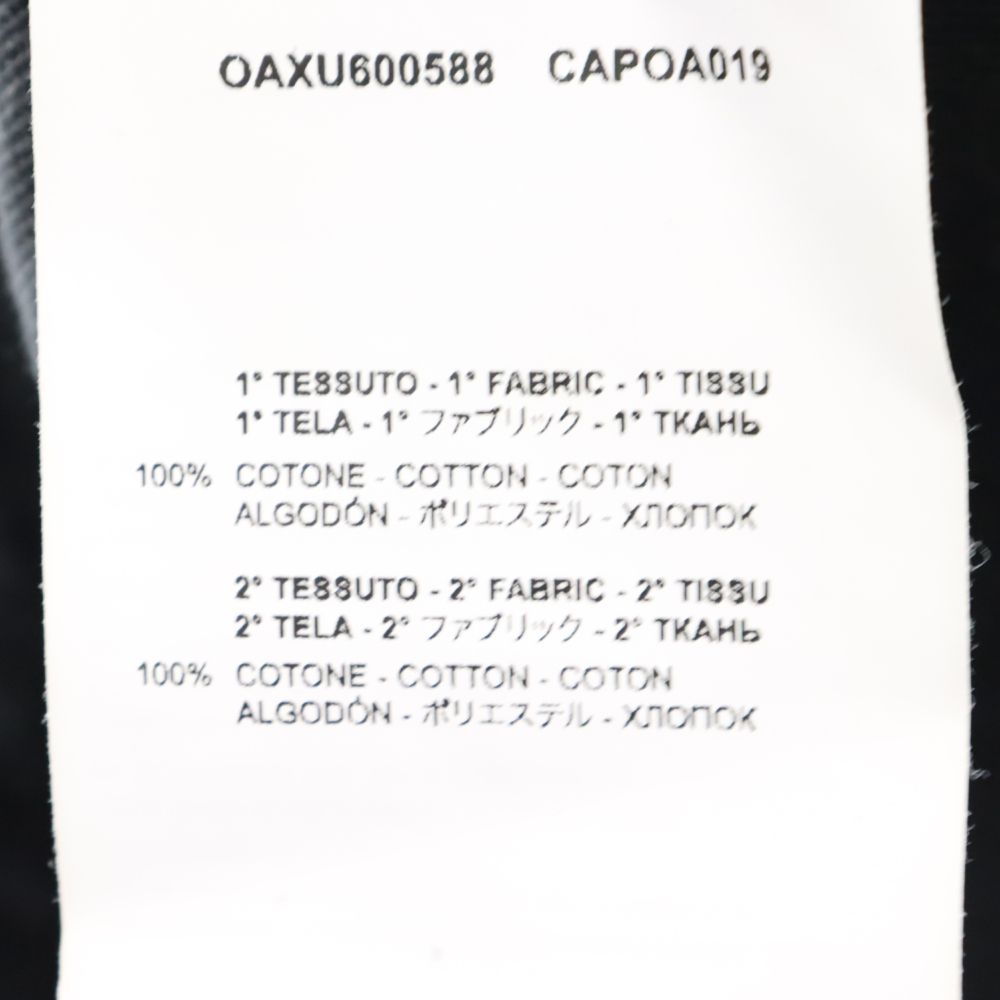 OAXU600588 CAPOA019
1° TESSUTO - 1° FABRIC - 1° TISSU
1° TELA - 1° ファブリック - 1° ТКАНЬ
100% COTONE - COTTON - COTON
ALGODÓN - ポリエステル - ХЛОПОК
2° TESSUTO - 2° FABRIC - 2° TISSU
2° TELA - 2° ファブリック - 2° ТКАНЬ
100% COTONE - COTTON - COTON
ALGODÓN - ポリエステル - ХЛОПОК